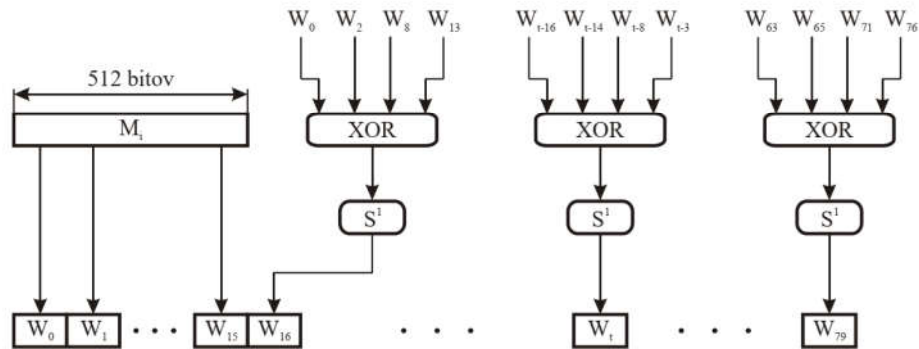 W₀ W₂ W₈ W₁₃ Wₜ₋₁₆ Wₜ₋₁₄ Wₜ₋₈ Wₜ₋₃ W₆₃ W₆₅ W₇₁ W₇₆
512 bitov
Mᵢ XOR XOR XOR
S¹ S¹ S¹
W₀ W₁ · · · W₁₅ W₁₆ · · · Wₜ · · · W₇₉